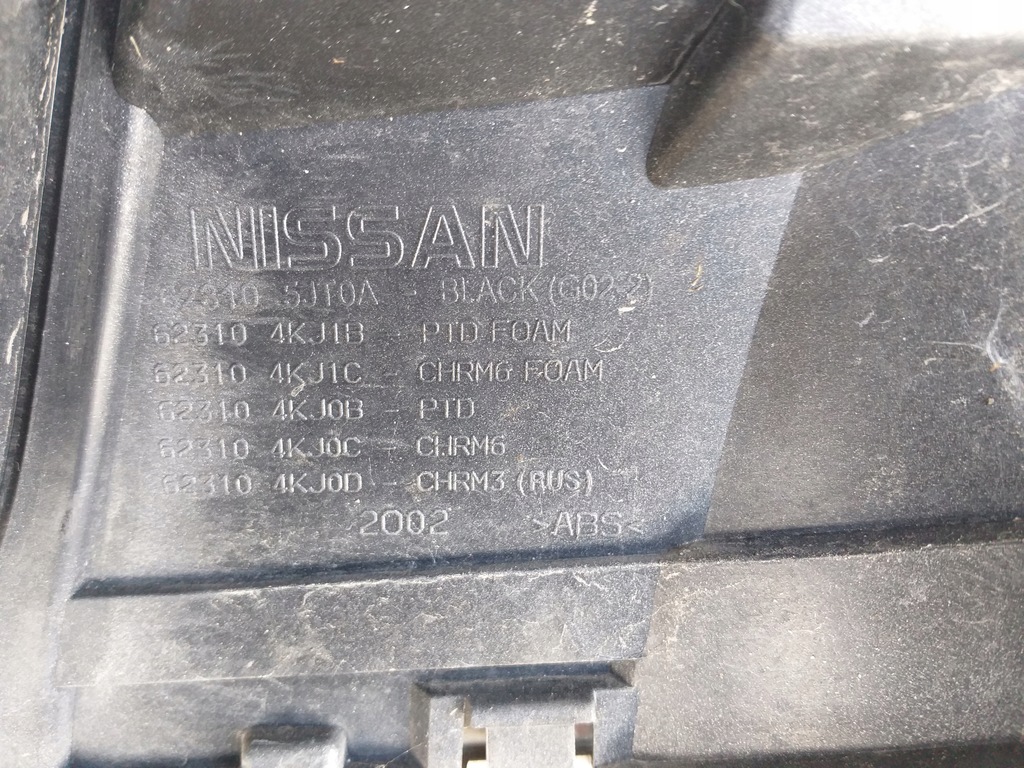 NISSAN
62310 5JT0A - BLACK (G02-2)
62310 4KJ1B - PTD FOAM
62310 4KJ1C - CHRM6 FOAM
62310 4KJ0B - PTD
62310 4KJ0C - CHRM6
62310 4KJ0D - CHRM3 (RUS)
2002 >ABS<